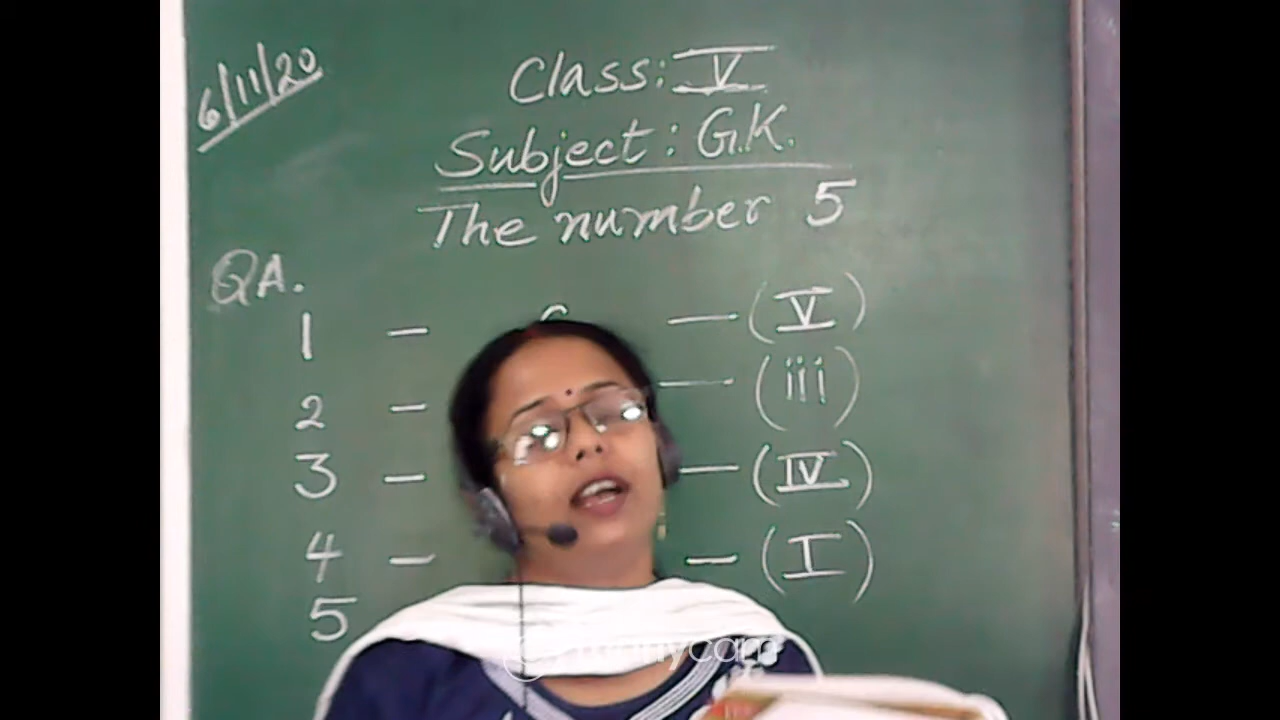 6/11/20
Class: V
Subject: G.K.
The number 5
QA.
1 — — (V)
2 — — (iii)
3 — — (IV)
4 — — (I)
5